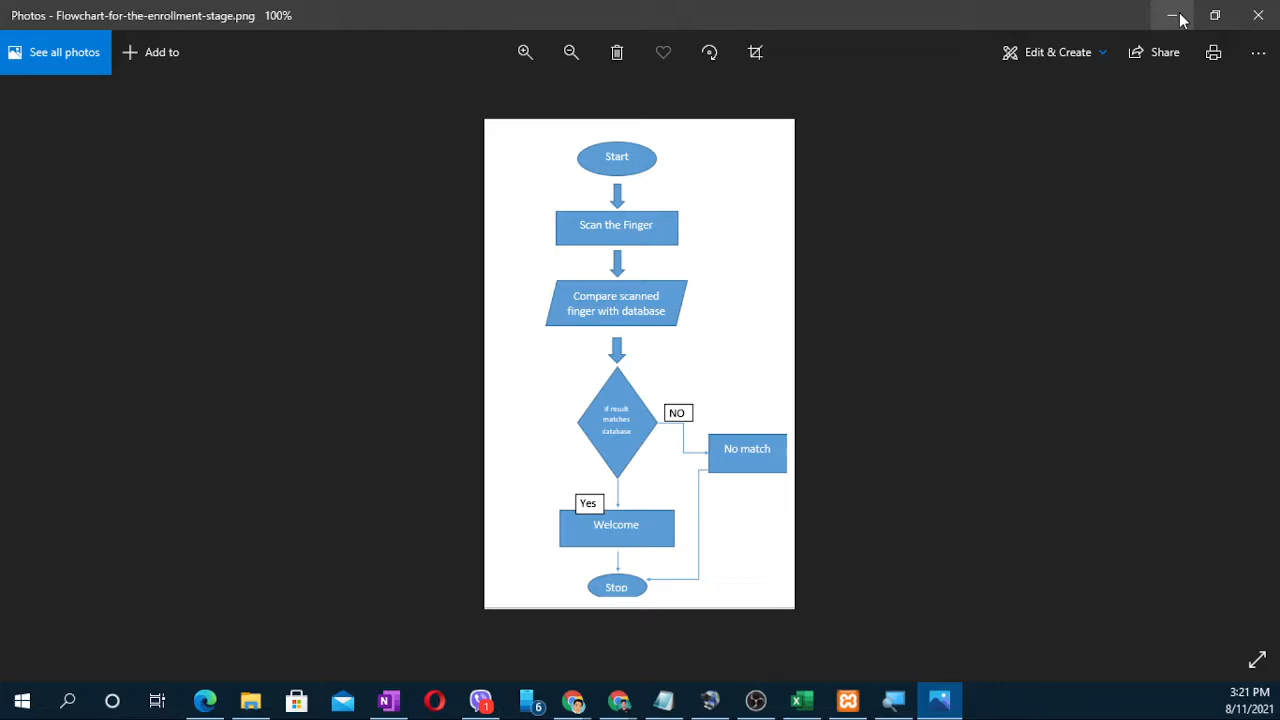 Photos - Flowchart-for-the-enrollment-stage.png 100%
See all photos
Add to
Edit & Create
Share
Start
Scan the Finger
Compare scanned
finger with database
If result
matches
database
NO
No match
Yes
Welcome
Stop
1
6
3:21 PM
8/11/2021